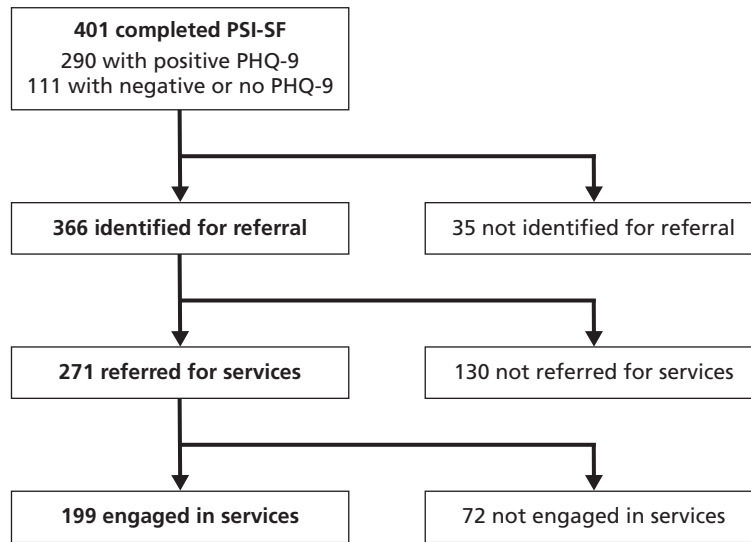 401 completed PSI-SF
290 with positive PHQ-9
111 with negative or no PHQ-9
366 identified for referral
35 not identified for referral
271 referred for services
130 not referred for services
199 engaged in services
72 not engaged in services